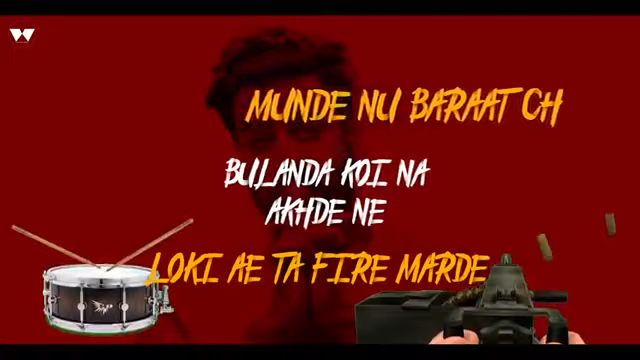 MUNDE NU BARAAT CH
BULANDA KOI NA
AKHDE NE
LOKI AE TA FIRE MARDE